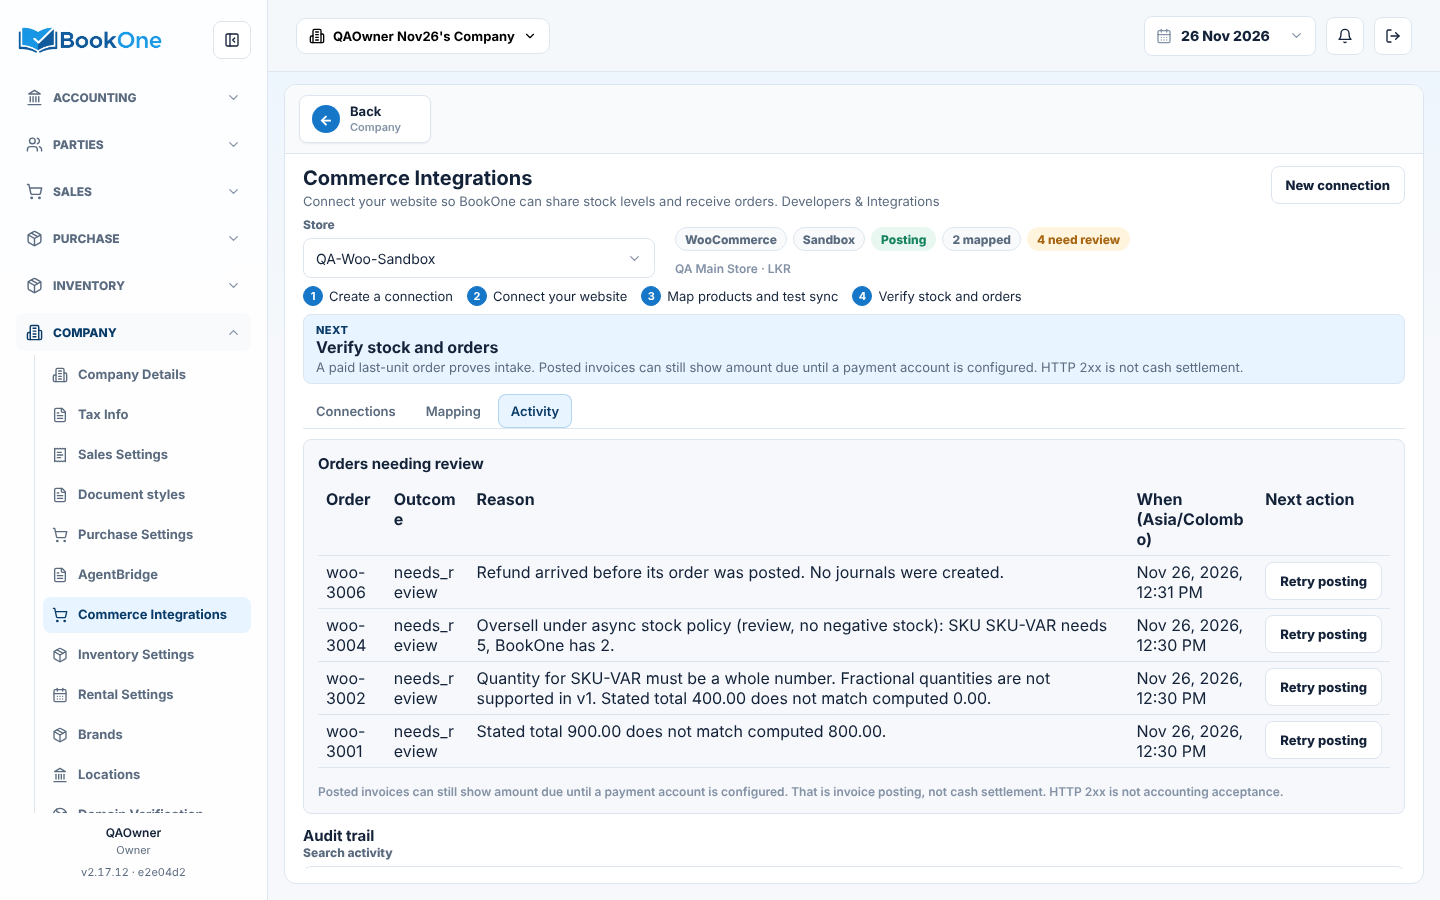 BookOne
QAOwner Nov26's Company
26 Nov 2026
ACCOUNTING
PARTIES
SALES
PURCHASE
INVENTORY
COMPANY
Company Details
Tax Info
Sales Settings
Document styles
Purchase Settings
AgentBridge
Commerce Integrations
Inventory Settings
Rental Settings
Brands
Locations
Domain Verification
QAOwner
Owner
v2.17.12 · e2e04d2
Back
Company
Commerce Integrations
Connect your website so BookOne can share stock levels and receive orders. Developers & Integrations
New connection
Store
QA-Woo-Sandbox
WooCommerce Sandbox Posting 2 mapped 4 need review
QA Main Store · LKR
1 Create a connection 2 Connect your website 3 Map products and test sync 4 Verify stock and orders
NEXT
Verify stock and orders
A paid last-unit order proves intake. Posted invoices can still show amount due until a payment account is configured. HTTP 2xx is not cash settlement.
Connections Mapping Activity
Orders needing review
Order
Outcom
e
Reason
When
(Asia/Colomb
o)
Next action
woo-
3006
needs_r
eview
Refund arrived before its order was posted. No journals were created.
Nov 26, 2026,
12:31 PM
Retry posting
woo-
3004
needs_r
eview
Oversell under async stock policy (review, no negative stock): SKU SKU-VAR needs
5, BookOne has 2.
Nov 26, 2026,
12:30 PM
Retry posting
woo-
3002
needs_r
eview
Quantity for SKU-VAR must be a whole number. Fractional quantities are not
supported in v1. Stated total 400.00 does not match computed 0.00.
Nov 26, 2026,
12:30 PM
Retry posting
woo-
3001
needs_r
eview
Stated total 900.00 does not match computed 800.00.
Nov 26, 2026,
12:30 PM
Retry posting
Posted invoices can still show amount due until a payment account is configured. That is invoice posting, not cash settlement. HTTP 2xx is not accounting acceptance.
Audit trail
Search activity